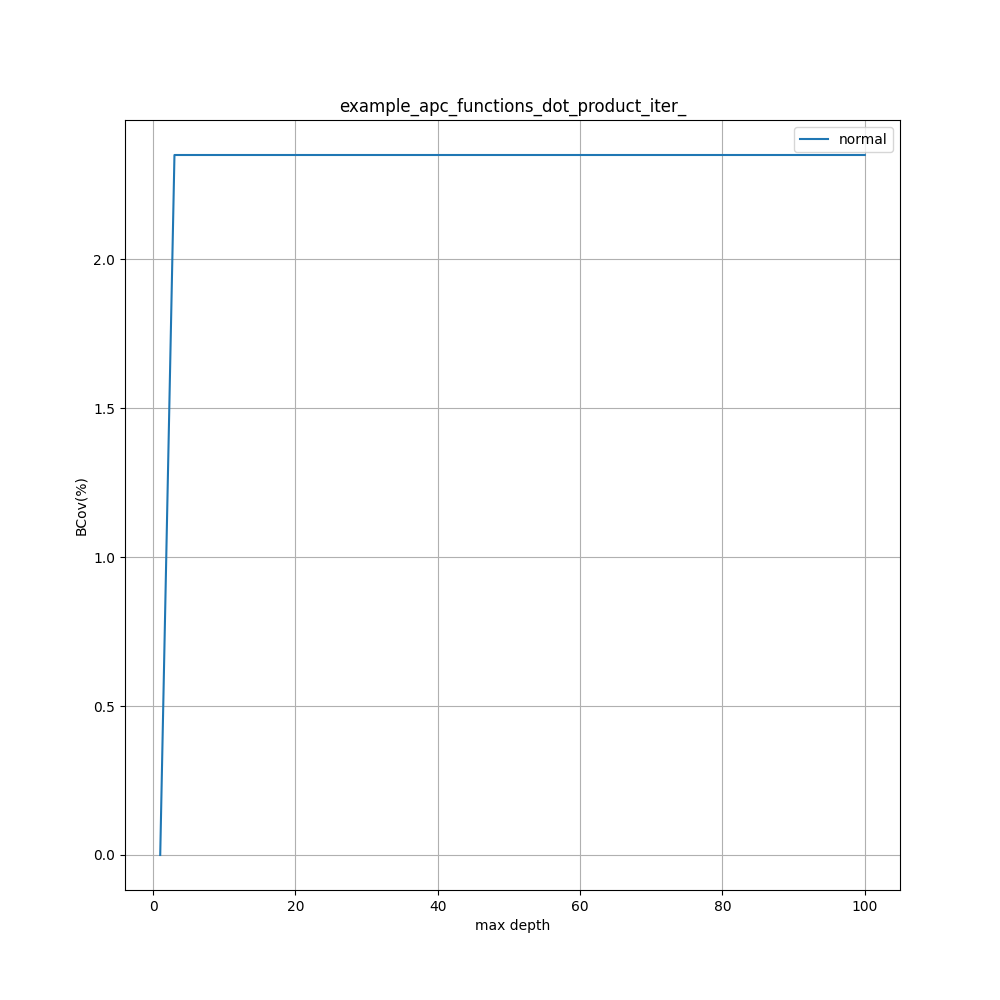 example_apc_functions_dot_product_iter_
normal
2.0
1.5
1.0
0.5
0.0
BCov(%)
0 20 40 60 80 100
max depth